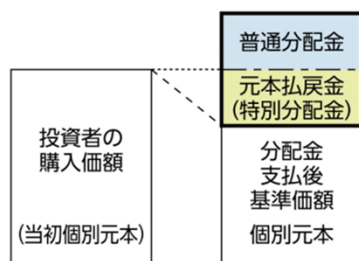 普通分配金
元本払戻金
(特別分配金)
投資者の
購入価額
(当初個別元本)
分配金
支払後
基準価額
個別元本